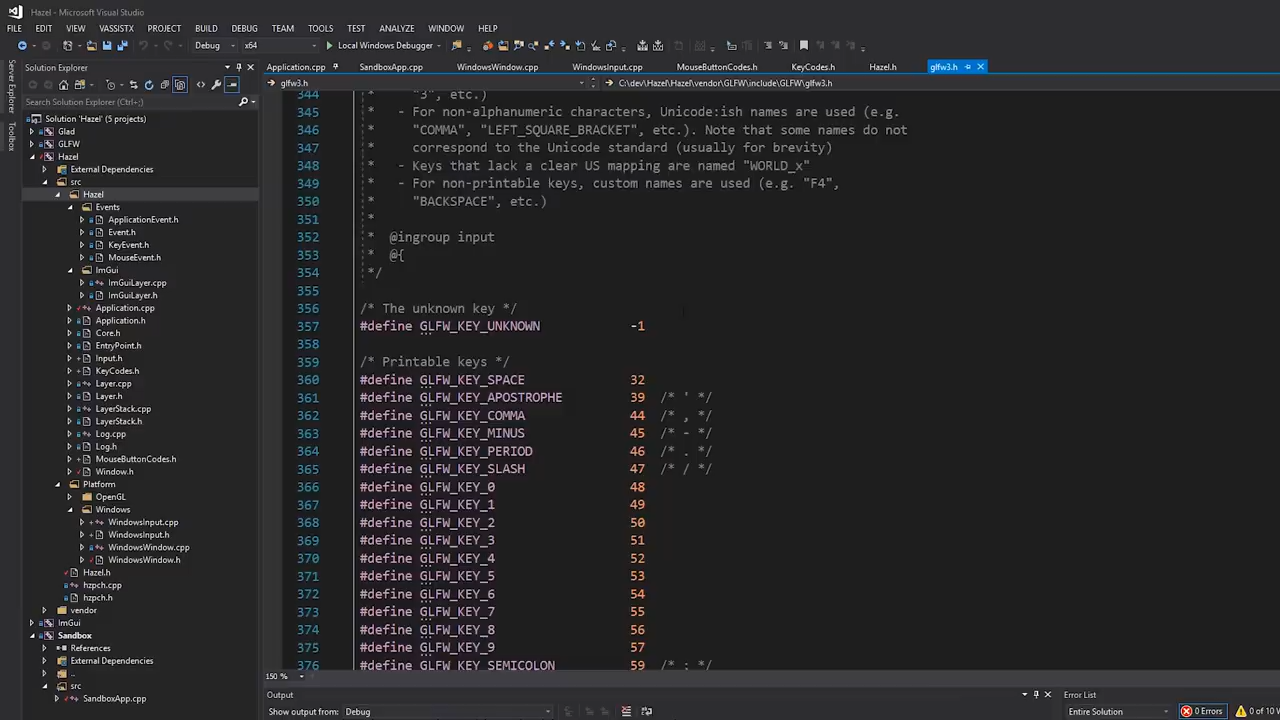 Hazel - Microsoft Visual Studio
FILE EDIT VIEW VASSISTX PROJECT BUILD DEBUG TEAM TOOLS TEST ANALYZE WINDOW HELP
Debug x64 Local Windows Debugger
Server Explorer
Toolbox
Solution Explorer
Search Solution Explorer (Ctrl+;)
Solution 'Hazel' (5 projects)
Glad
GLFW
Hazel
External Dependencies
src
Hazel
Events
ApplicationEvent.h
Event.h
KeyEvent.h
MouseEvent.h
ImGui
ImGuiLayer.cpp
ImGuiLayer.h
Application.cpp
Application.h
Core.h
EntryPoint.h
Input.h
KeyCodes.h
Layer.cpp
Layer.h
LayerStack.cpp
LayerStack.h
Log.cpp
Log.h
MouseButtonCodes.h
Window.h
Platform
OpenGL
Windows
WindowsInput.cpp
WindowsInput.h
WindowsWindow.cpp
WindowsWindow.h
Hazel.h
hzpch.cpp
hzpch.h
vendor
ImGui
Sandbox
References
External Dependencies
..
src
SandboxApp.cpp
Application.cpp SandboxApp.cpp WindowsWindow.cpp WindowsInput.cpp MouseButtonCodes.h KeyCodes.h Hazel.h glfw3.h
glfw3.h C:\dev\Hazel\Hazel\vendor\GLFW\include\GLFW\glfw3.h
344 * "3", etc.)
345 * - For non-alphanumeric characters, Unicode:ish names are used (e.g.
346 * "COMMA", "LEFT_SQUARE_BRACKET", etc.). Note that some names do not
347 * correspond to the Unicode standard (usually for brevity)
348 * - Keys that lack a clear US mapping are named "WORLD_x"
349 * - For non-printable keys, custom names are used (e.g. "F4",
350 * "BACKSPACE", etc.)
351 *
352 * @ingroup input
353 * @{
354 */
355
356 /* The unknown key */
357 #define GLFW_KEY_UNKNOWN -1
358
359 /* Printable keys */
360 #define GLFW_KEY_SPACE 32
361 #define GLFW_KEY_APOSTROPHE 39 /* ' */
362 #define GLFW_KEY_COMMA 44 /* , */
363 #define GLFW_KEY_MINUS 45 /* - */
364 #define GLFW_KEY_PERIOD 46 /* . */
365 #define GLFW_KEY_SLASH 47 /* / */
366 #define GLFW_KEY_0 48
367 #define GLFW_KEY_1 49
368 #define GLFW_KEY_2 50
369 #define GLFW_KEY_3 51
370 #define GLFW_KEY_4 52
371 #define GLFW_KEY_5 53
372 #define GLFW_KEY_6 54
373 #define GLFW_KEY_7 55
374 #define GLFW_KEY_8 56
375 #define GLFW_KEY_9 57
376 #define GLFW_KEY_SEMICOLON 59 /* ; */
150 %
Output
Show output from: Debug
Error List
Entire Solution 0 Errors 0 of 10 W